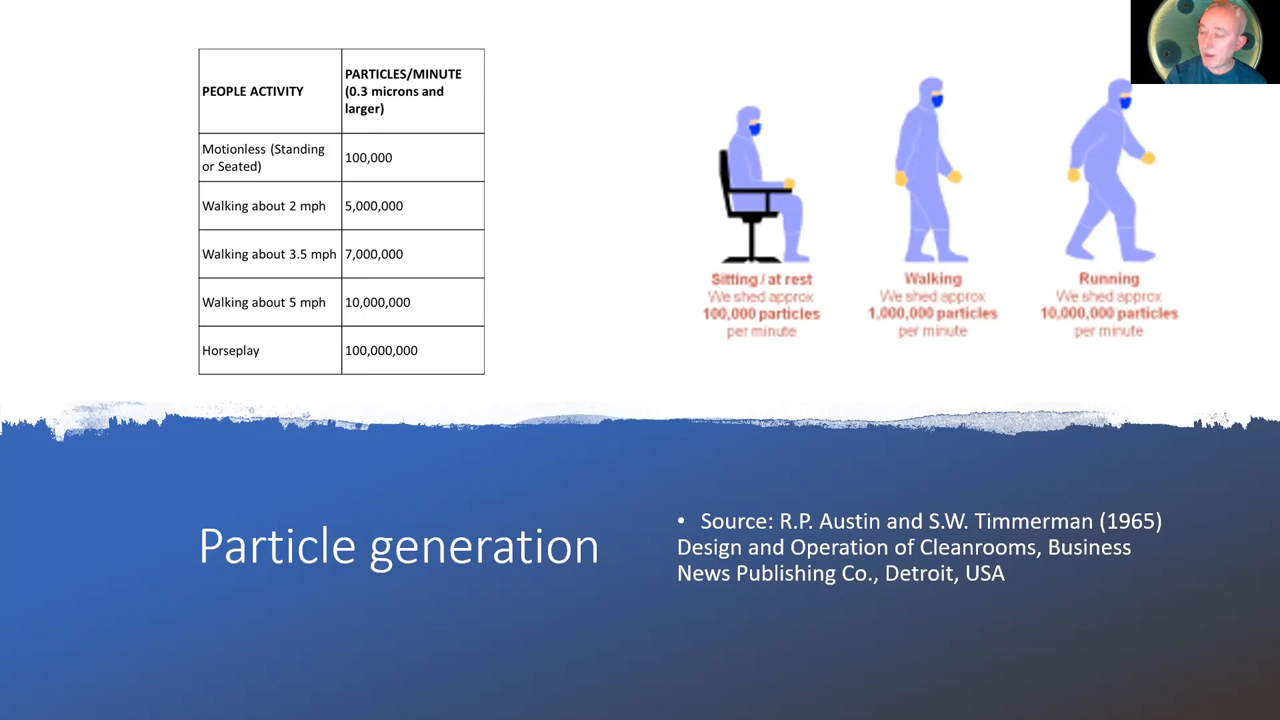 PEOPLE ACTIVITY
PARTICLES/MINUTE
(0.3 microns and
larger)
Motionless (Standing
or Seated)
100,000
Walking about 2 mph
5,000,000
Walking about 3.5 mph
7,000,000
Walking about 5 mph
10,000,000
Horseplay
100,000,000
Sitting / at rest
We shed approx
100,000 particles
per minute
Walking
We shed approx
1,000,000 particles
per minute
Running
We shed approx
10,000,000 particles
per minute
Particle generation
• Source: R.P. Austin and S.W. Timmerman (1965)
Design and Operation of Cleanrooms, Business
News Publishing Co., Detroit, USA